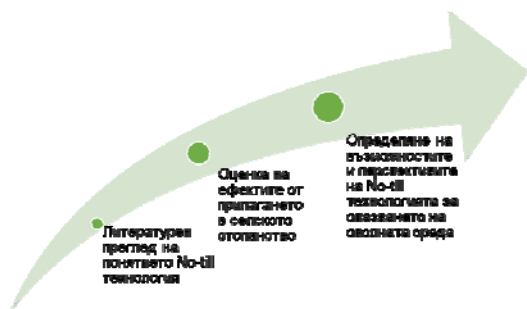 Литературен
преглед на
понятието No-till
технология
Оценка на
ефектите от
прилагането
в селското
стопанство
Определяне на
възможностите
и перспективите
на No-till
технологията за
опазването на
околната среда